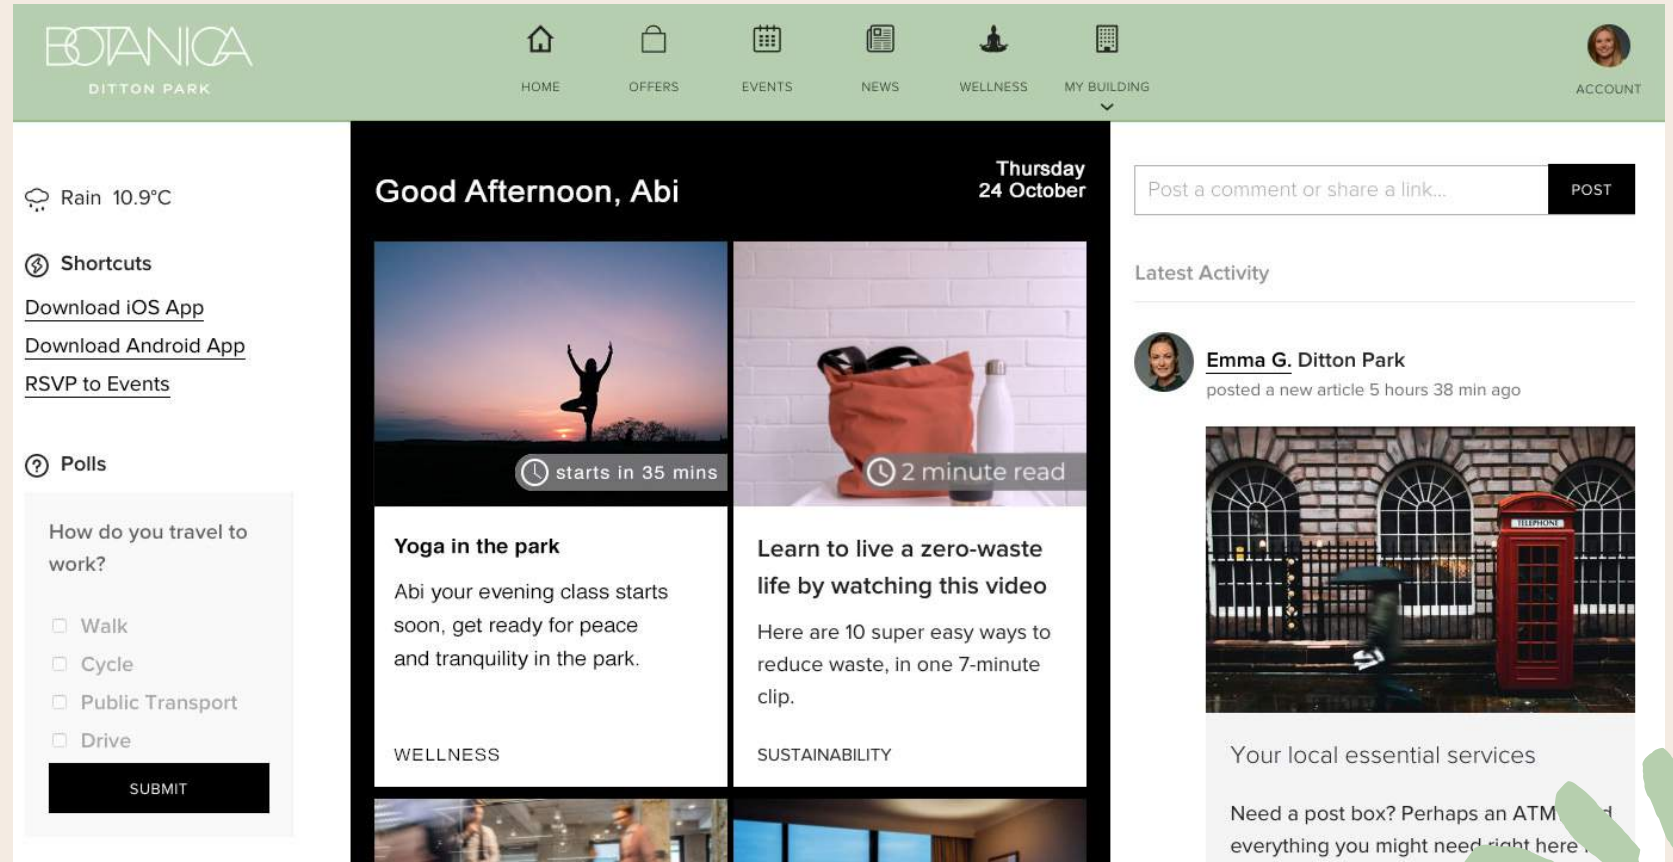 BOTANICA
DITTON PARK
HOME
OFFERS
EVENTS
NEWS
WELLNESS
MY BUILDING
ACCOUNT
Rain 10.9°C
Shortcuts
Download iOS App
Download Android App
RSVP to Events
Polls
How do you travel to
work?
Walk
Cycle
Public Transport
Drive
SUBMIT
Good Afternoon, Abi
Thursday
24 October
starts in 35 mins
Yoga in the park
Abi your evening class starts
soon, get ready for peace
and tranquility in the park.
WELLNESS
2 minute read
Learn to live a zero-waste
life by watching this video
Here are 10 super easy ways to
reduce waste, in one 7-minute
clip.
SUSTAINABILITY
Post a comment or share a link...
POST
Latest Activity
Emma G. Ditton Park
posted a new article 5 hours 38 min ago
TELEPHONE
Your local essential services
Need a post box? Perhaps an ATM
everything you might need right here